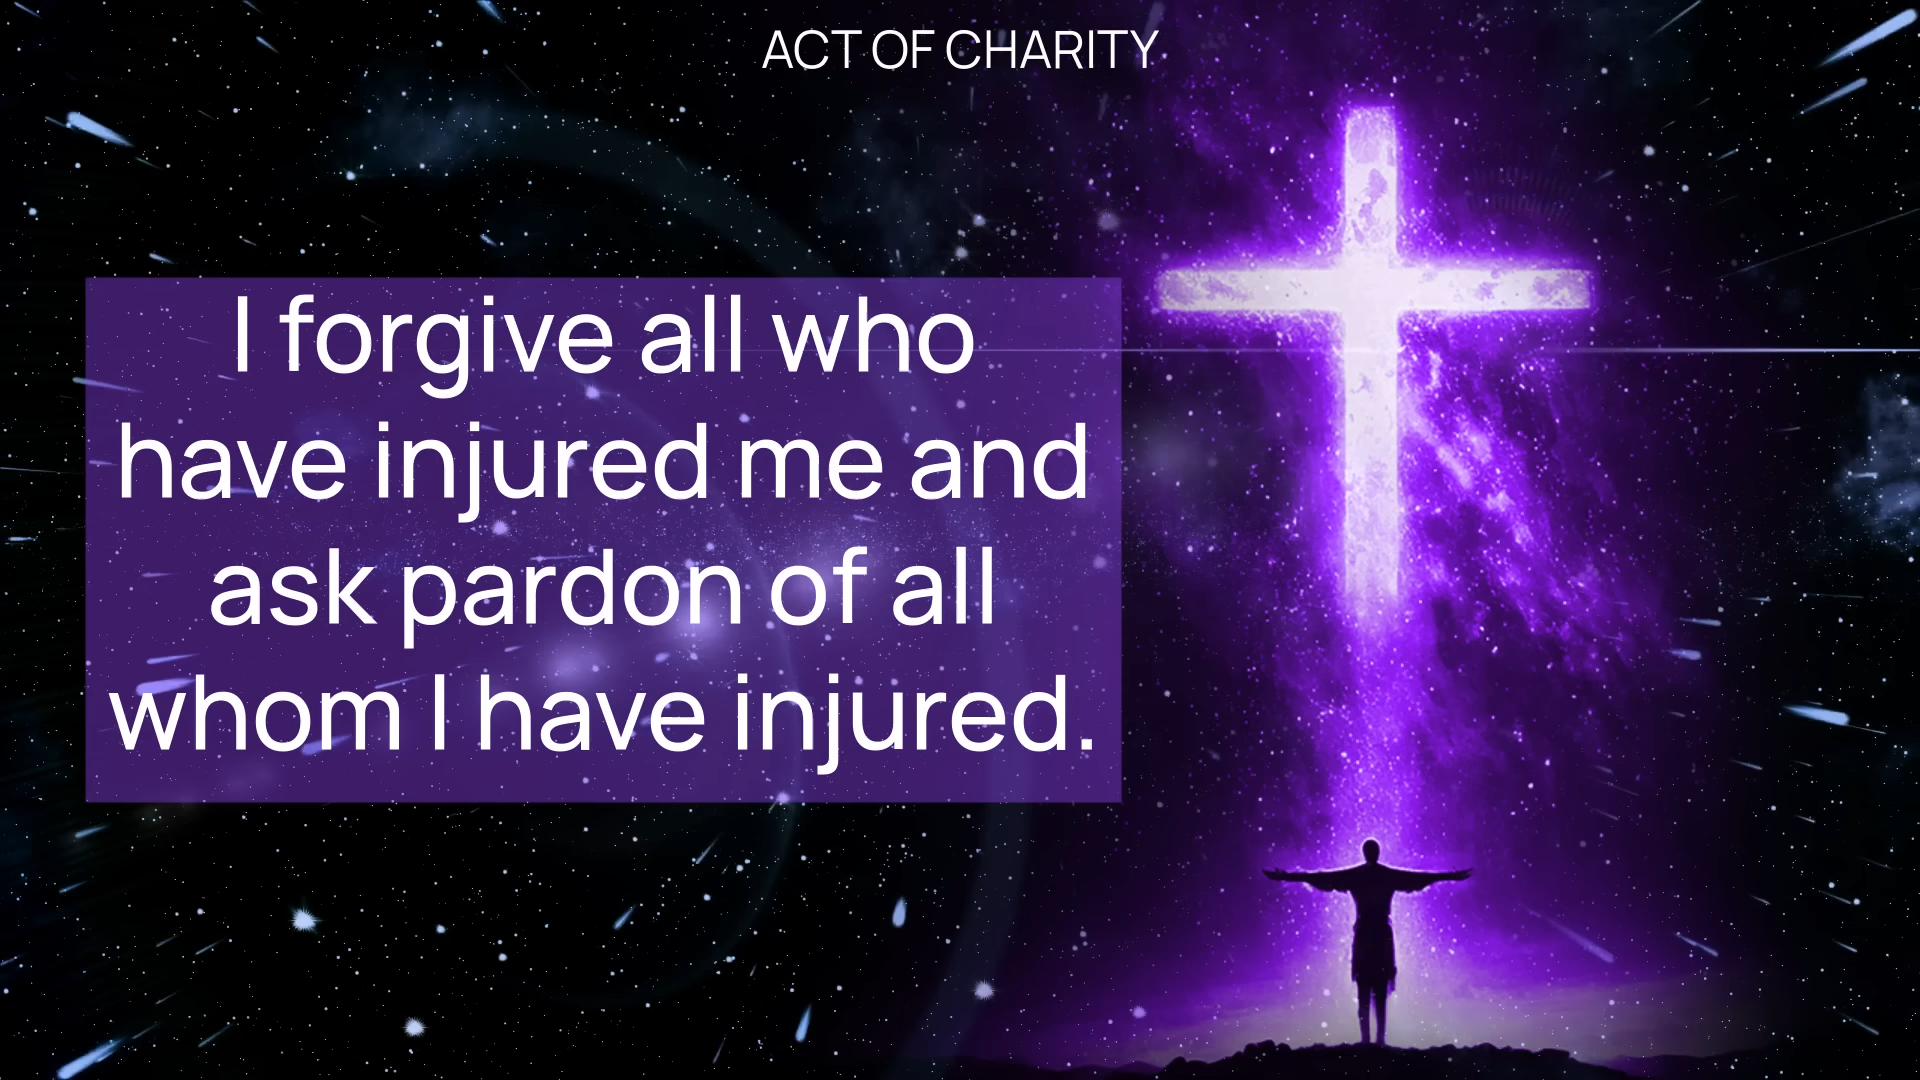 ACT OF CHARITY
I forgive all who
have injured me and
ask pardon of all
whom I have injured.